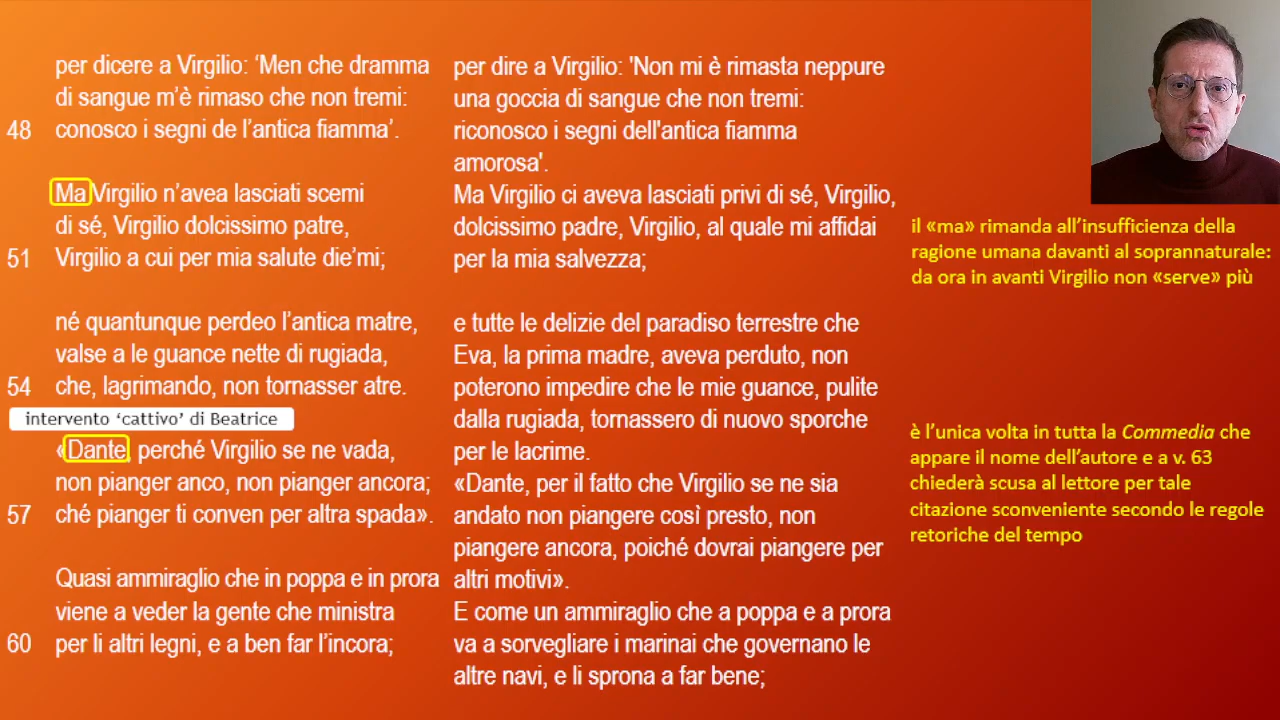 per dicere a Virgilio: ‘Men che dramma
di sangue m’è rimaso che non tremi:
48 conosco i segni de l’antica fiamma’.
Ma Virgilio n’avea lasciati scemi
di sé, Virgilio dolcissimo patre,
51 Virgilio a cui per mia salute die’mi;
né quantunque perdeo l’antica matre,
valse a le guance nette di rugiada,
54 che, lagrimando, non tornasser atre.
intervento ‘cattivo’ di Beatrice
«Dante, perché Virgilio se ne vada,
non pianger anco, non pianger ancora;
57 ché pianger ti conven per altra spada».
Quasi ammiraglio che in poppa e in prora
viene a veder la gente che ministra
60 per li altri legni, e a ben far l’incora;
per dire a Virgilio: 'Non mi è rimasta neppure
una goccia di sangue che non tremi:
riconosco i segni dell'antica fiamma
amorosa'.
Ma Virgilio ci aveva lasciati privi di sé, Virgilio,
dolcissimo padre, Virgilio, al quale mi affidai
per la mia salvezza;
e tutte le delizie del paradiso terrestre che
Eva, la prima madre, aveva perduto, non
poterono impedire che le mie guance, pulite
dalla rugiada, tornassero di nuovo sporche
per le lacrime.
«Dante, per il fatto che Virgilio se ne sia
andato non piangere così presto, non
piangere ancora, poiché dovrai piangere per
altri motivi».
E come un ammiraglio che a poppa e a prora
va a sorvegliare i marinai che governano le
altre navi, e li sprona a far bene;
il «ma» rimanda all’insufficienza della
ragione umana davanti al soprannaturale:
da ora in avanti Virgilio non «serve» più
è l’unica volta in tutta la Commedia che
appare il nome dell’autore e a v. 63
chiederà scusa al lettore per tale
citazione sconveniente secondo le regole
retoriche del tempo